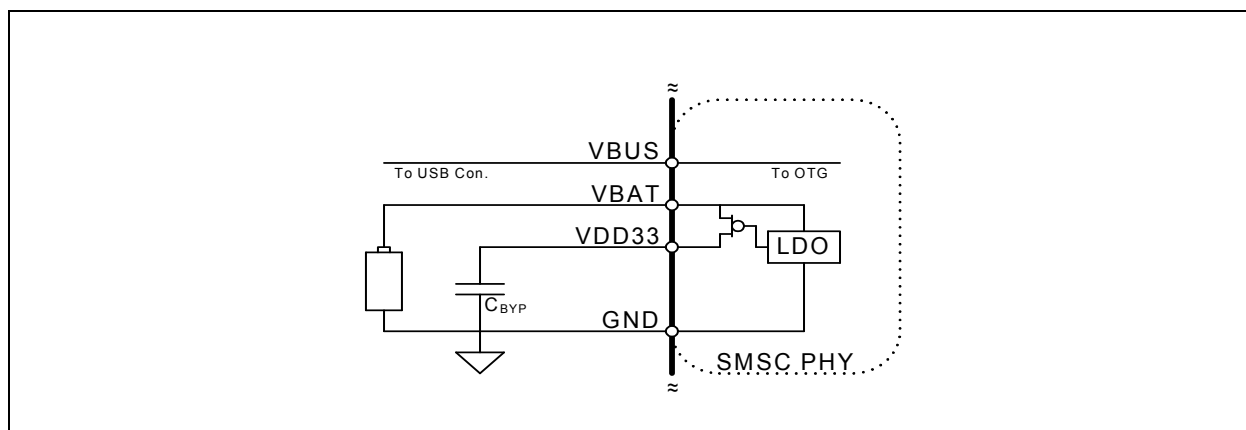 VBUS
To USB Con.
To OTG
VBAT
VDD33
LDO
CBYP
GND
SMSC PHY